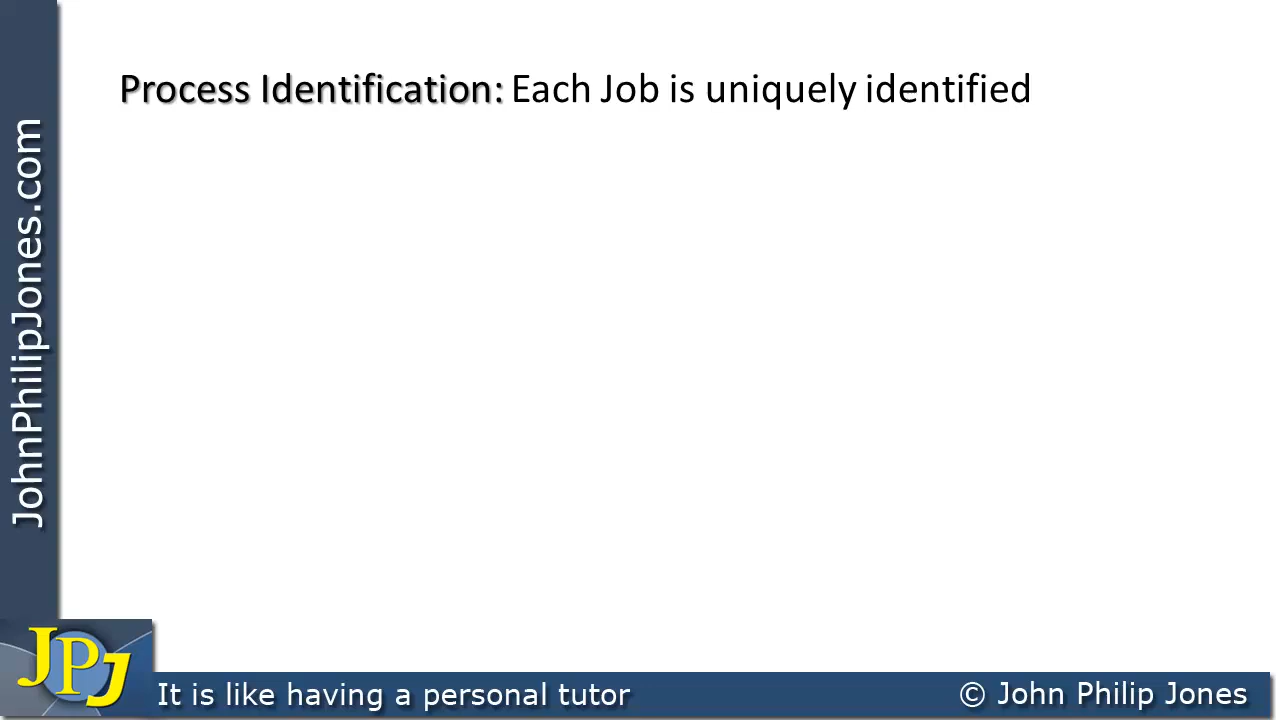 Process Identification: Each Job is uniquely identified
JohnPhilipJones.com
JPJ
It is like having a personal tutor
© John Philip Jones